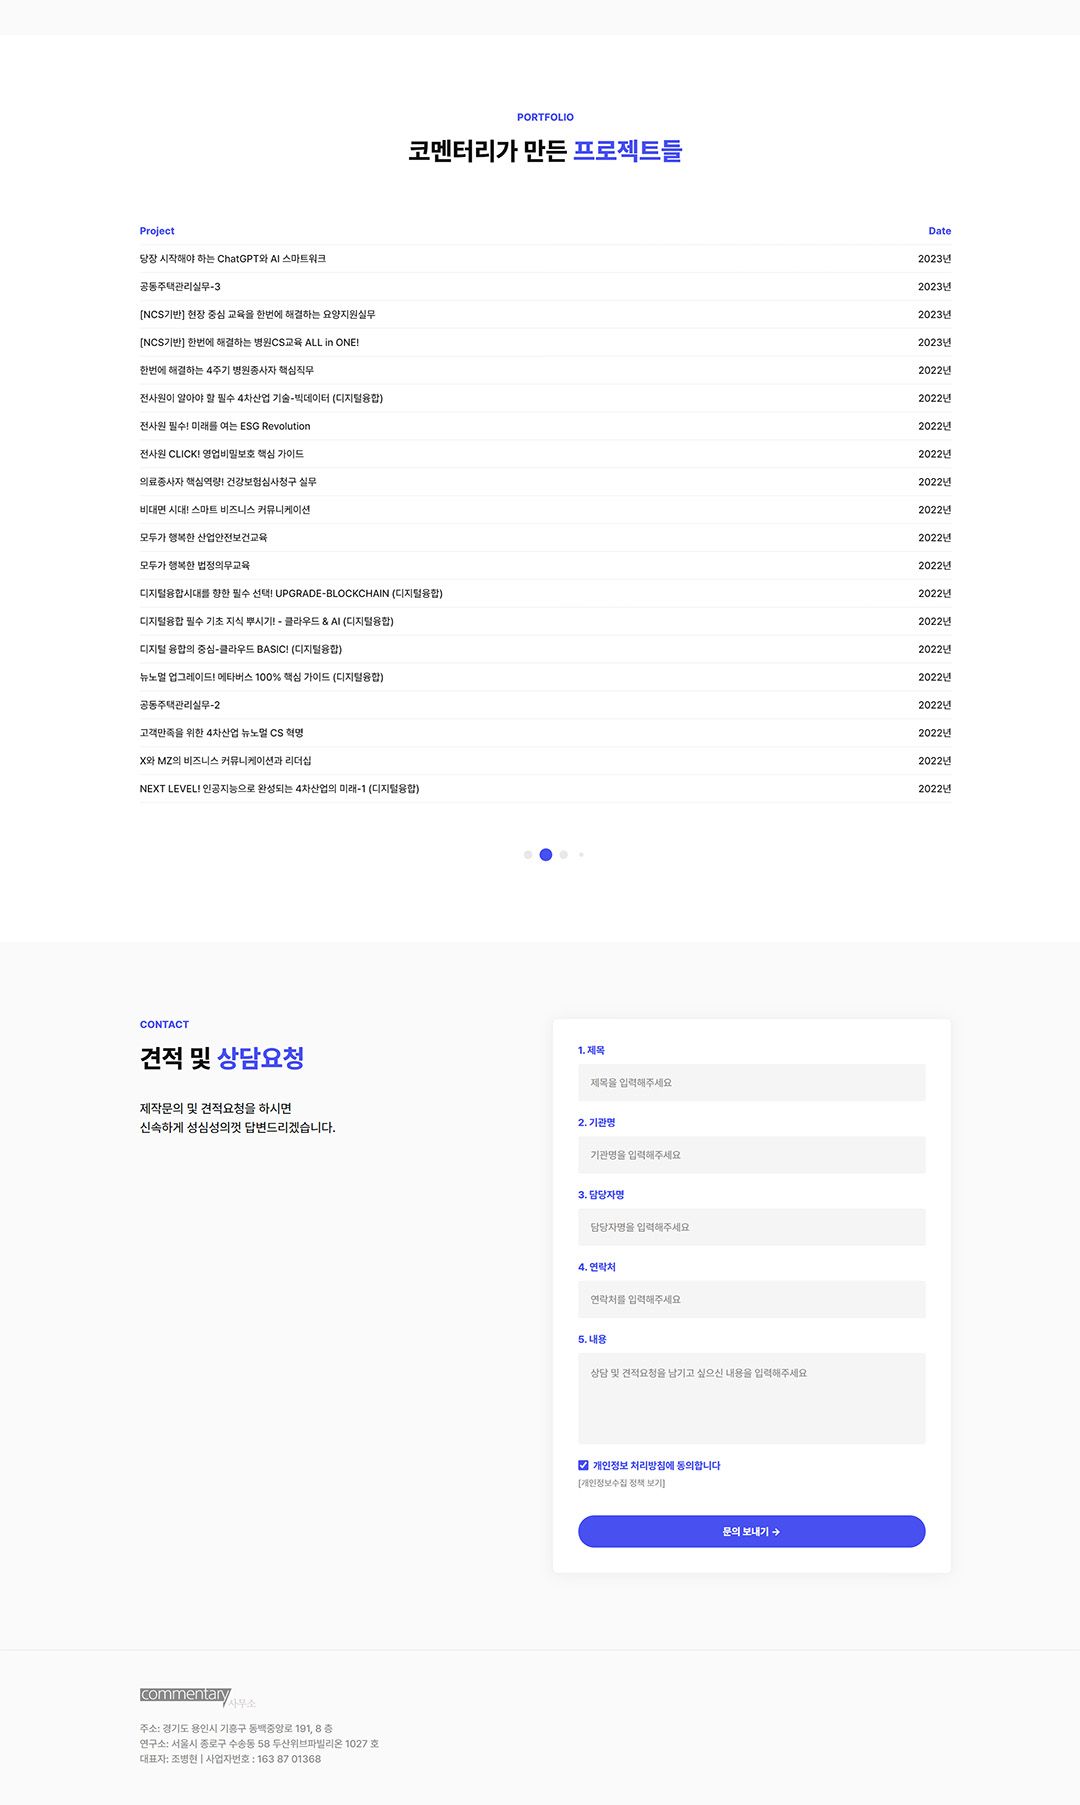 PORTFOLIO
코멘터리가 만든 프로젝트들
Project Date
당장 시작해야 하는 ChatGPT와 AI 스마트워크 2023년
공동주택관리실무-3 2023년
[NCS기반] 현장 중심 교육을 한번에 해결하는 요양지원실무 2023년
[NCS기반] 한번에 해결하는 병원CS교육 ALL in ONE! 2023년
한번에 해결하는 4주기 병원종사자 핵심직무 2022년
전사원이 알아야 할 필수 4차산업 기술-빅데이터 (디지털융합) 2022년
전사원 필수! 미래를 여는 ESG Revolution 2022년
전사원 CLICK! 영업비밀보호 핵심 가이드 2022년
의료종사자 핵심역량! 건강보험심사청구 실무 2022년
비대면 시대! 스마트 비즈니스 커뮤니케이션 2022년
모두가 행복한 산업안전보건교육 2022년
모두가 행복한 법정의무교육 2022년
디지털융합시대를 향한 필수 선택! UPGRADE-BLOCKCHAIN (디지털융합) 2022년
디지털융합 필수 기초 지식 뿌시기! - 클라우드 & AI (디지털융합) 2022년
디지털 융합의 중심-클라우드 BASIC! (디지털융합) 2022년
뉴노멀 업그레이드! 메타버스 100% 핵심 가이드 (디지털융합) 2022년
공동주택관리실무-2 2022년
고객만족을 위한 4차산업 뉴노멀 CS 혁명 2022년
X와 MZ의 비즈니스 커뮤니케이션과 리더십 2022년
NEXT LEVEL! 인공지능으로 완성되는 4차산업의 미래-1 (디지털융합) 2022년
CONTACT
견적 및 상담요청
제작문의 및 견적요청을 하시면
신속하게 성심성의껏 답변드리겠습니다.
1. 제목
제목을 입력해주세요
2. 기관명
기관명을 입력해주세요
3. 담당자명
담당자명을 입력해주세요
4. 연락처
연락처를 입력해주세요
5. 내용
상담 및 견적요청을 남기고 싶으신 내용을 입력해주세요
개인정보 처리방침에 동의합니다
[개인정보수집 정책 보기]
문의 보내기 →
commentary 사무소
주소: 경기도 용인시 기흥구 동백중앙로 191, 8 층
연구소: 서울시 종로구 수송동 58 두산위브파빌리온 1027 호
대표자: 조병현 | 사업자번호 : 163 87 01368